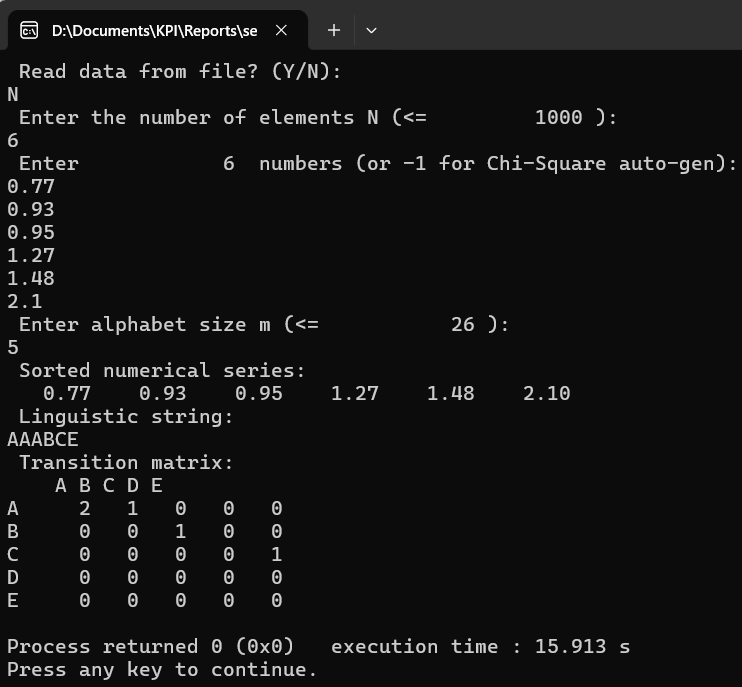 D:\Documents\KPI\Reports\se
Read data from file? (Y/N):
N
Enter the number of elements N (<=         1000 ):
6
Enter            6  numbers (or -1 for Chi-Square auto-gen):
0.77
0.93
0.95
1.27
1.48
2.1
Enter alphabet size m (<=           26 ):
5
Sorted numerical series:
   0.77    0.93    0.95    1.27    1.48    2.10
Linguistic string:
AAABCE
Transition matrix:
    A B C D E
A     2   1   0   0   0
B     0   0   1   0   0
C     0   0   0   0   1
D     0   0   0   0   0
E     0   0   0   0   0
Process returned 0 (0x0)   execution time : 15.913 s
Press any key to continue.